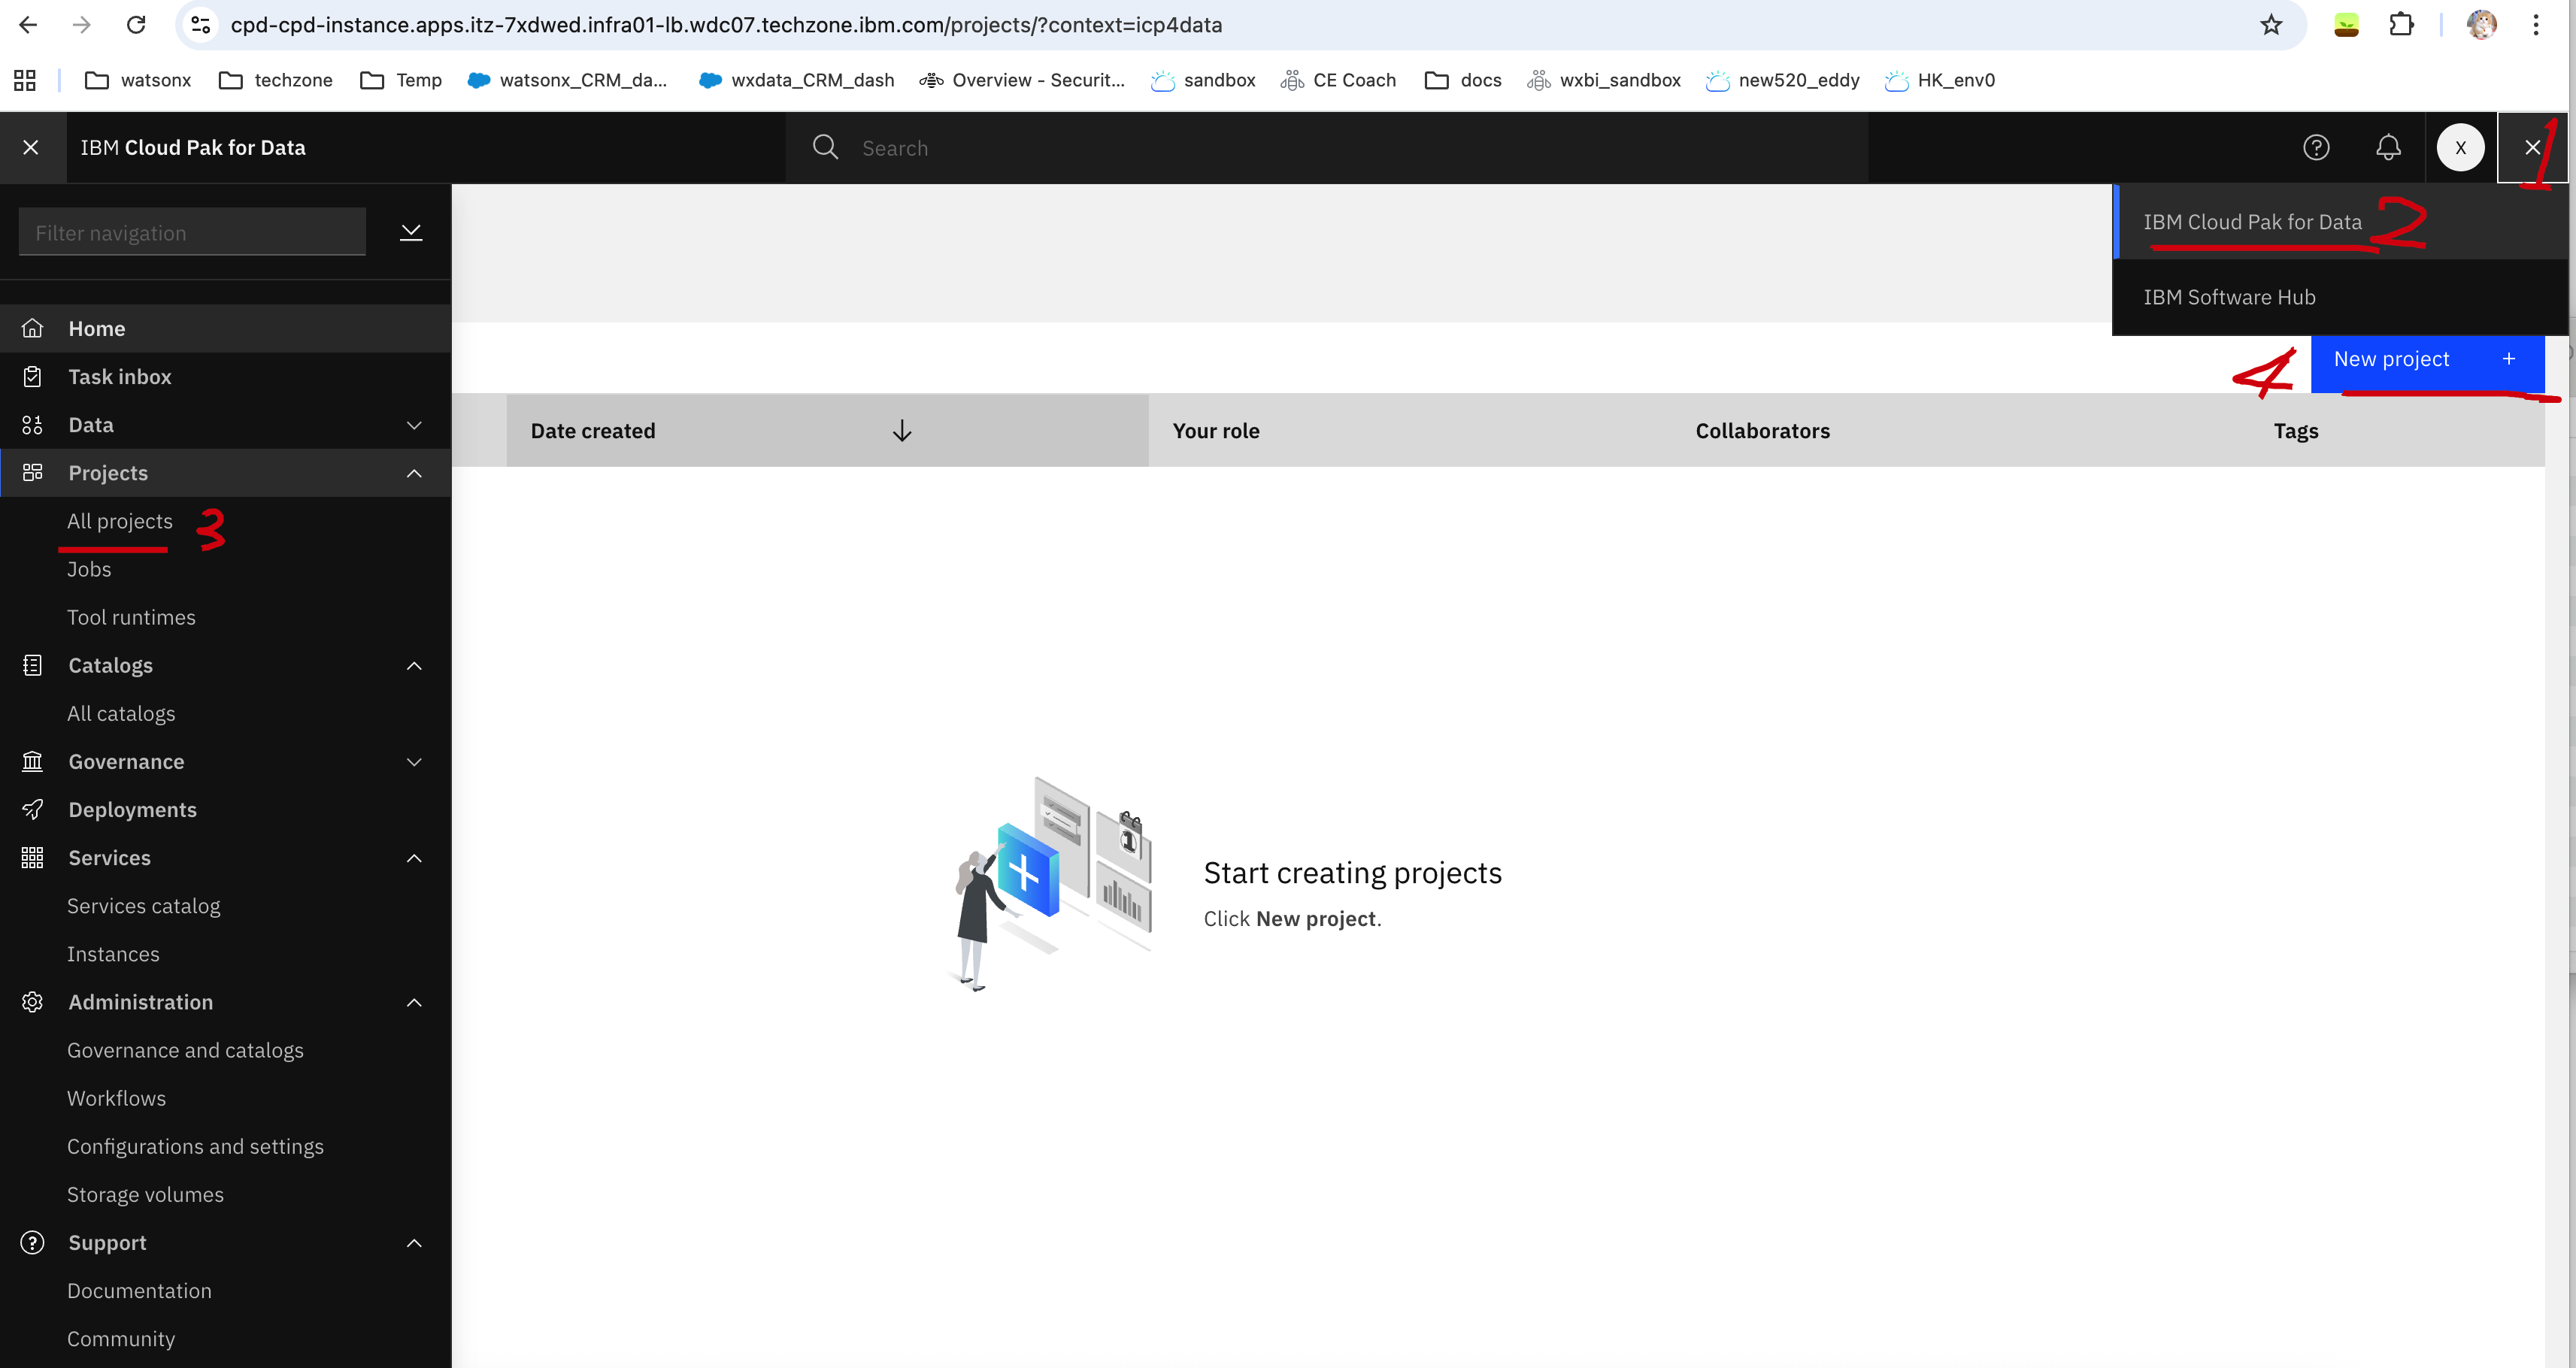 cpd-cpd-instance.apps.itz-7xdwed.infra01-lb.wdc07.techzone.ibm.com/projects/?context=icp4data
watsonx techzone Temp watsonx_CRM_da... wxdata_CRM_dash Overview - Securit... sandbox CE Coach docs wxbi_sandbox new520_eddy HK_env0
IBM Cloud Pak for Data Search X 1
Filter navigation
IBM Cloud Pak for Data 2
IBM Software Hub
Home
Task inbox
4 New project +
Data
Date created Your role Collaborators Tags
Projects
All projects 3
Jobs
Tool runtimes
Catalogs
All catalogs
Governance
Deployments
Services
Start creating projects
Click New project.
Services catalog
Instances
Administration
Governance and catalogs
Workflows
Configurations and settings
Storage volumes
Support
Documentation
Community